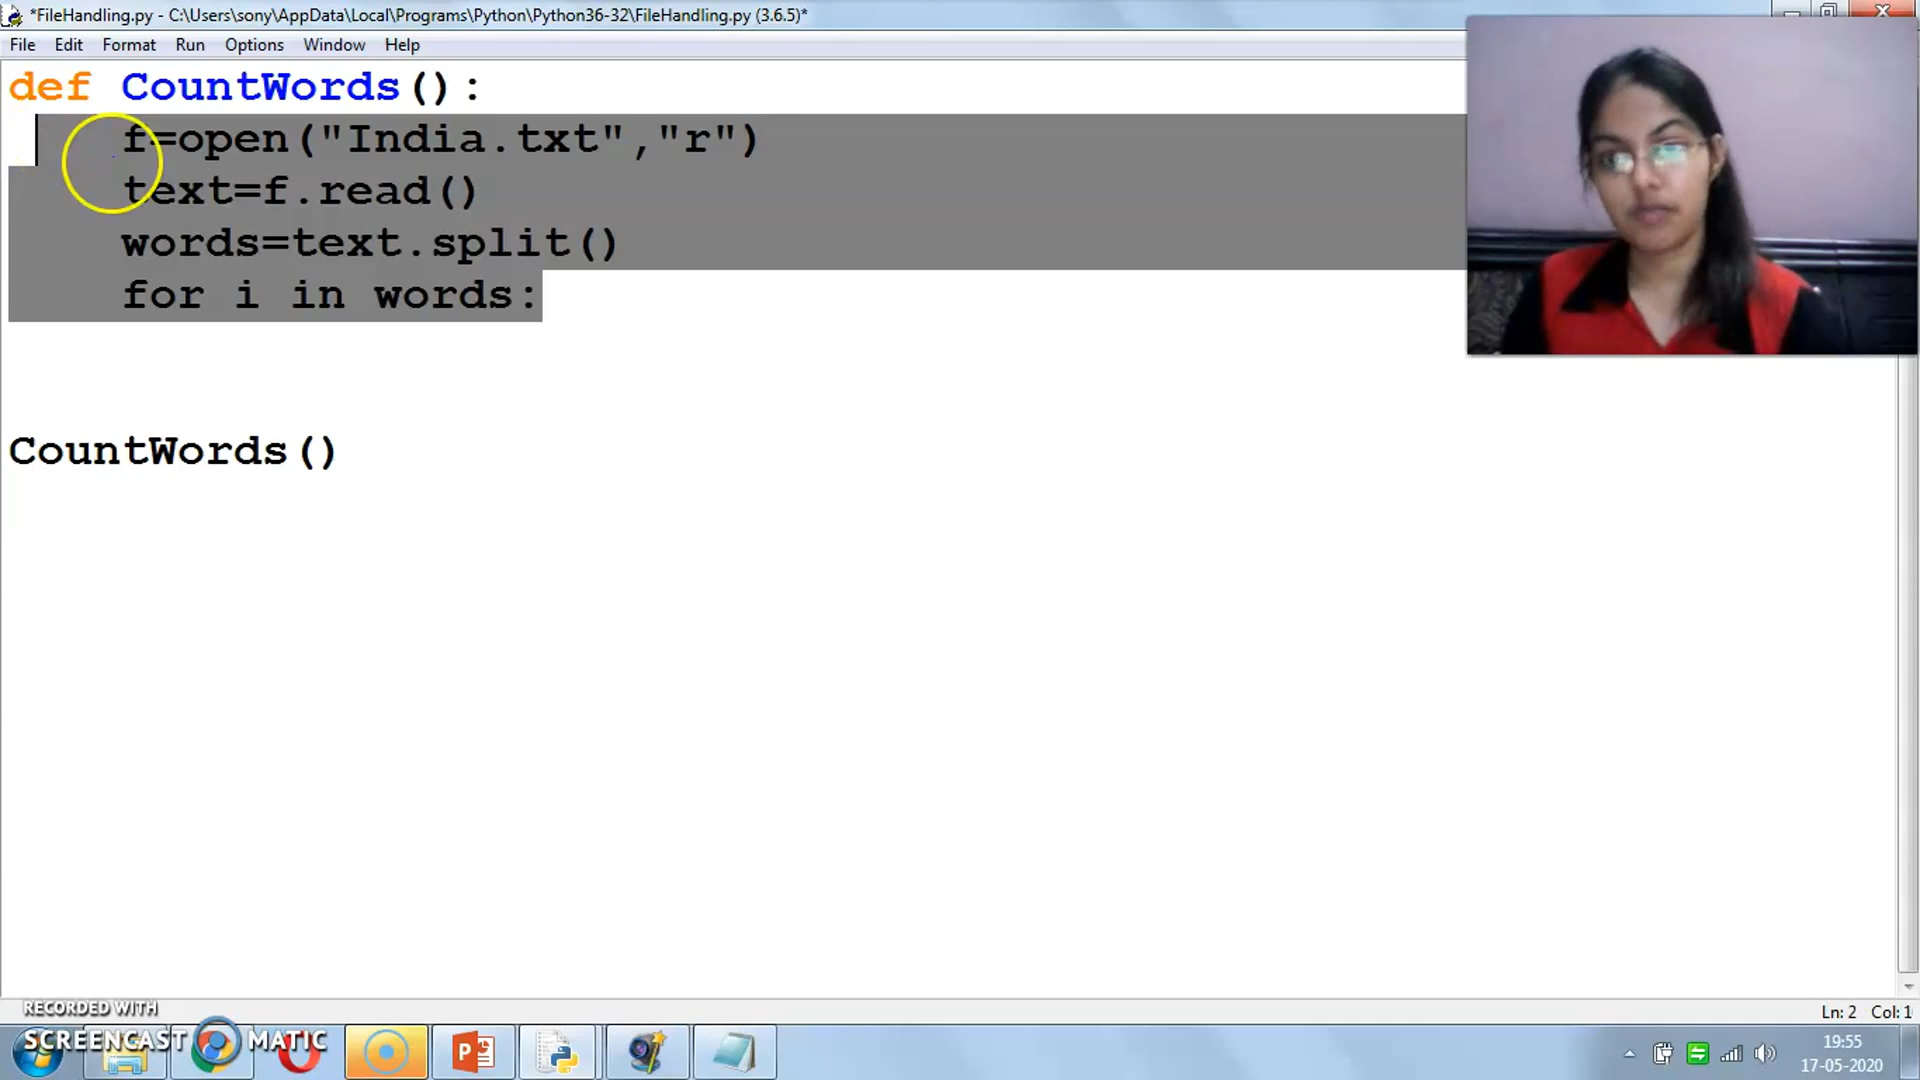 *FileHandling.py - C:\Users\sony\AppData\Local\Programs\Python\Python36-32\FileHandling.py (3.6.5)*
File Edit Format Run Options Window Help
def CountWords():
f=open("India.txt","r")
text=f.read()
words=text.split()
for i in words:
CountWords()
Ln: 2 Col: 1
RECORDED WITH
SCREENCAST MATIC
19:55
17-05-2020